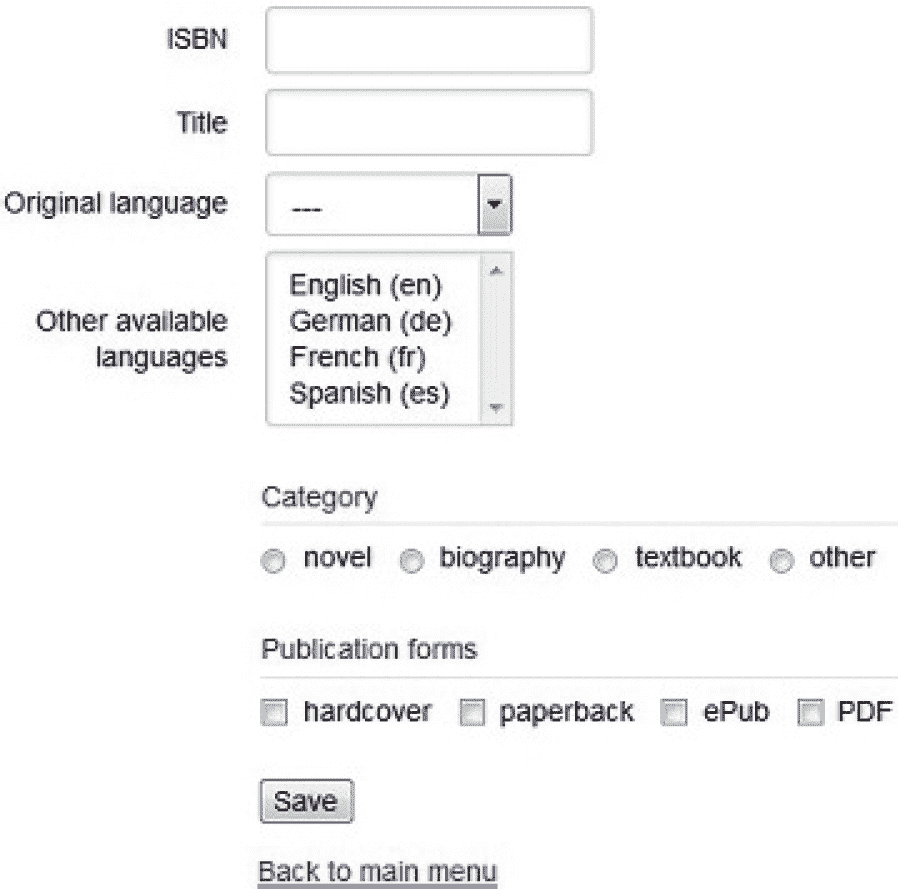 ISBN
Title
Original language
---
Other available
languages
English (en)
German (de)
French (fr)
Spanish (es)
Category
novel biography textbook other
Publication forms
hardcover paperback ePub PDF
Save
Back to main menu